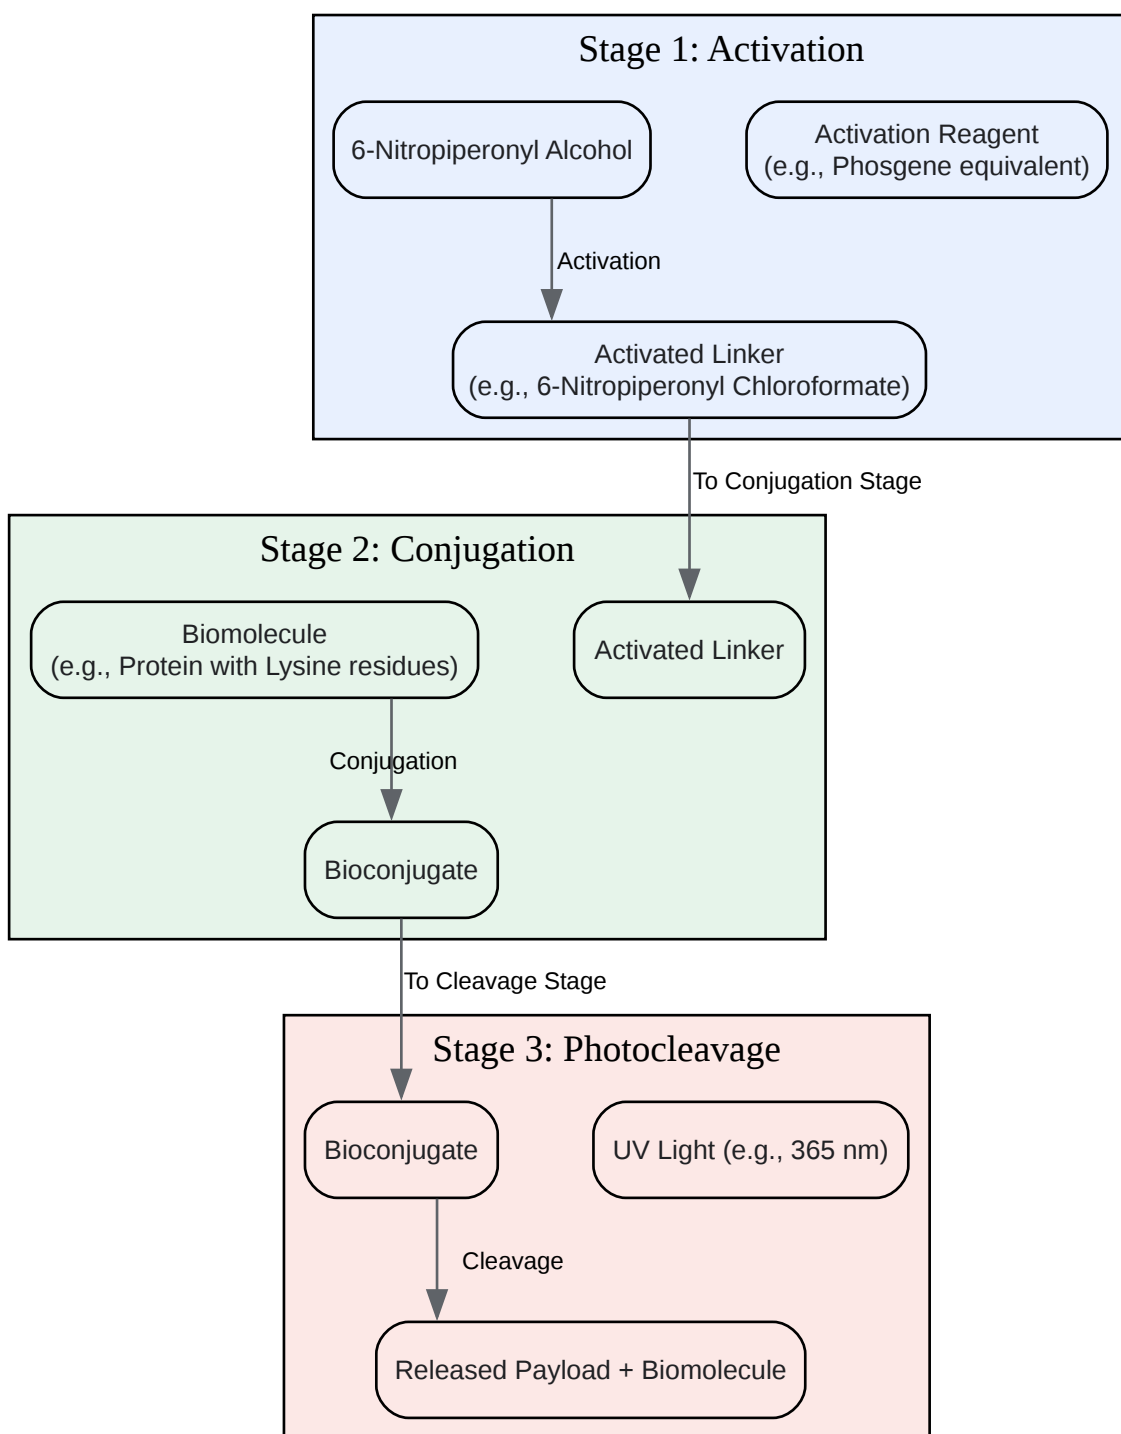 Stage 1: Activation
6-Nitropiperonyl Alcohol
Activation Reagent
(e.g., Phosgene equivalent)
Activation
Activated Linker
(e.g., 6-Nitropiperonyl Chloroformate)
To Conjugation Stage
Stage 2: Conjugation
Biomolecule
(e.g., Protein with Lysine residues)
Activated Linker
Conjugation
Bioconjugate
To Cleavage Stage
Stage 3: Photocleavage
Bioconjugate
UV Light (e.g., 365 nm)
Cleavage
Released Payload + Biomolecule